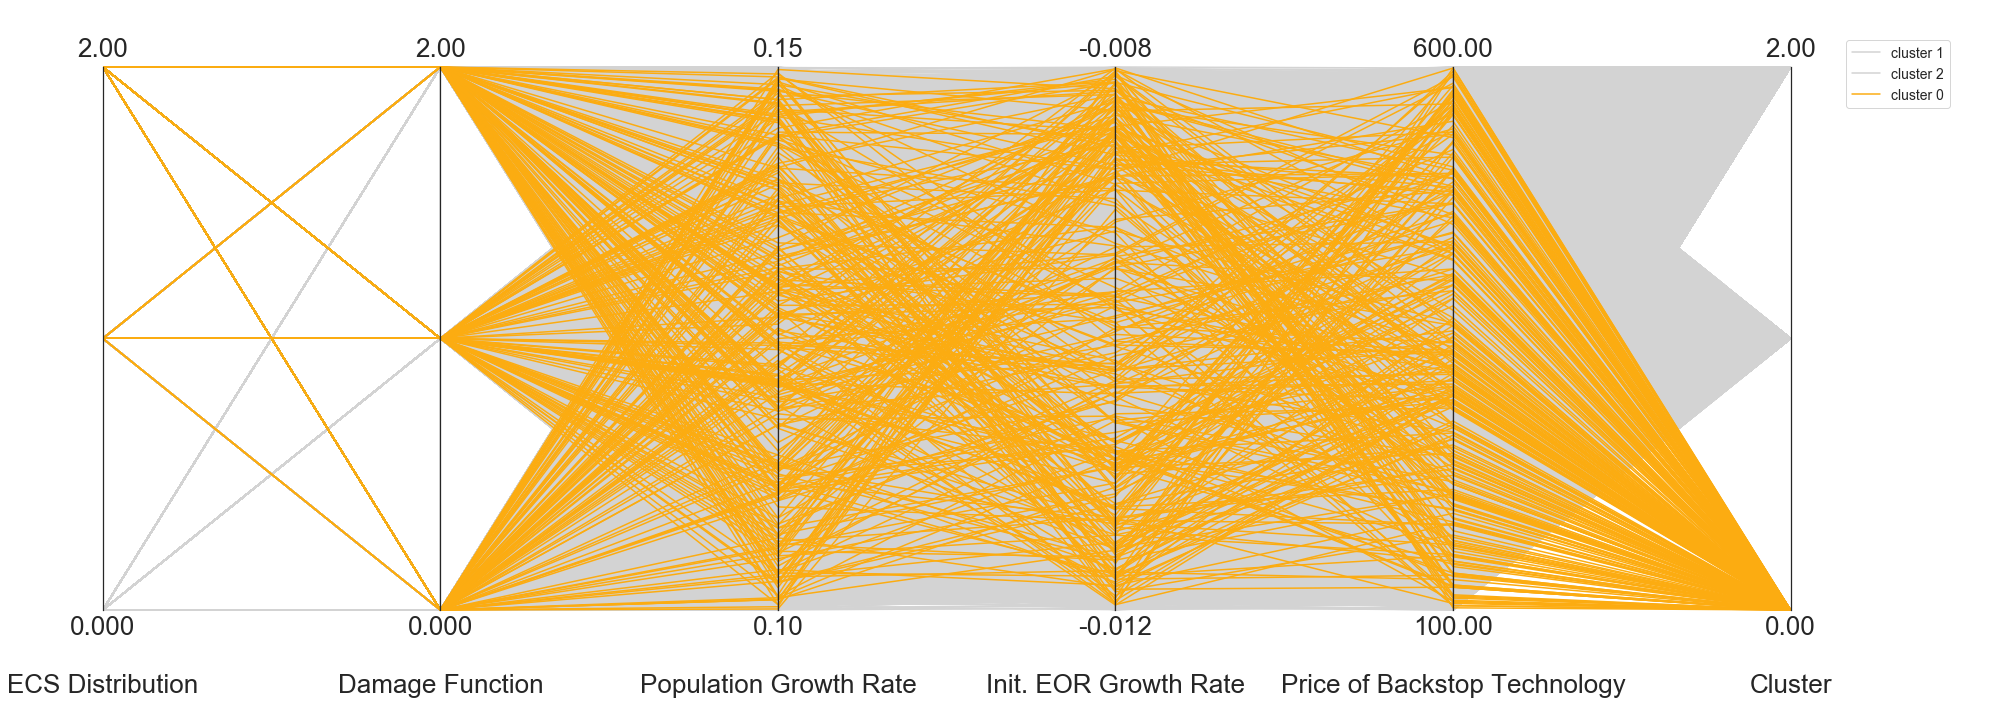 2.00 2.00 0.15 -0.008 600.00 2.00
cluster 1
cluster 2
cluster 0
0.000 0.000 0.10 -0.012 100.00 0.00
ECS Distribution Damage Function Population Growth Rate Init. EOR Growth Rate Price of Backstop Technology Cluster